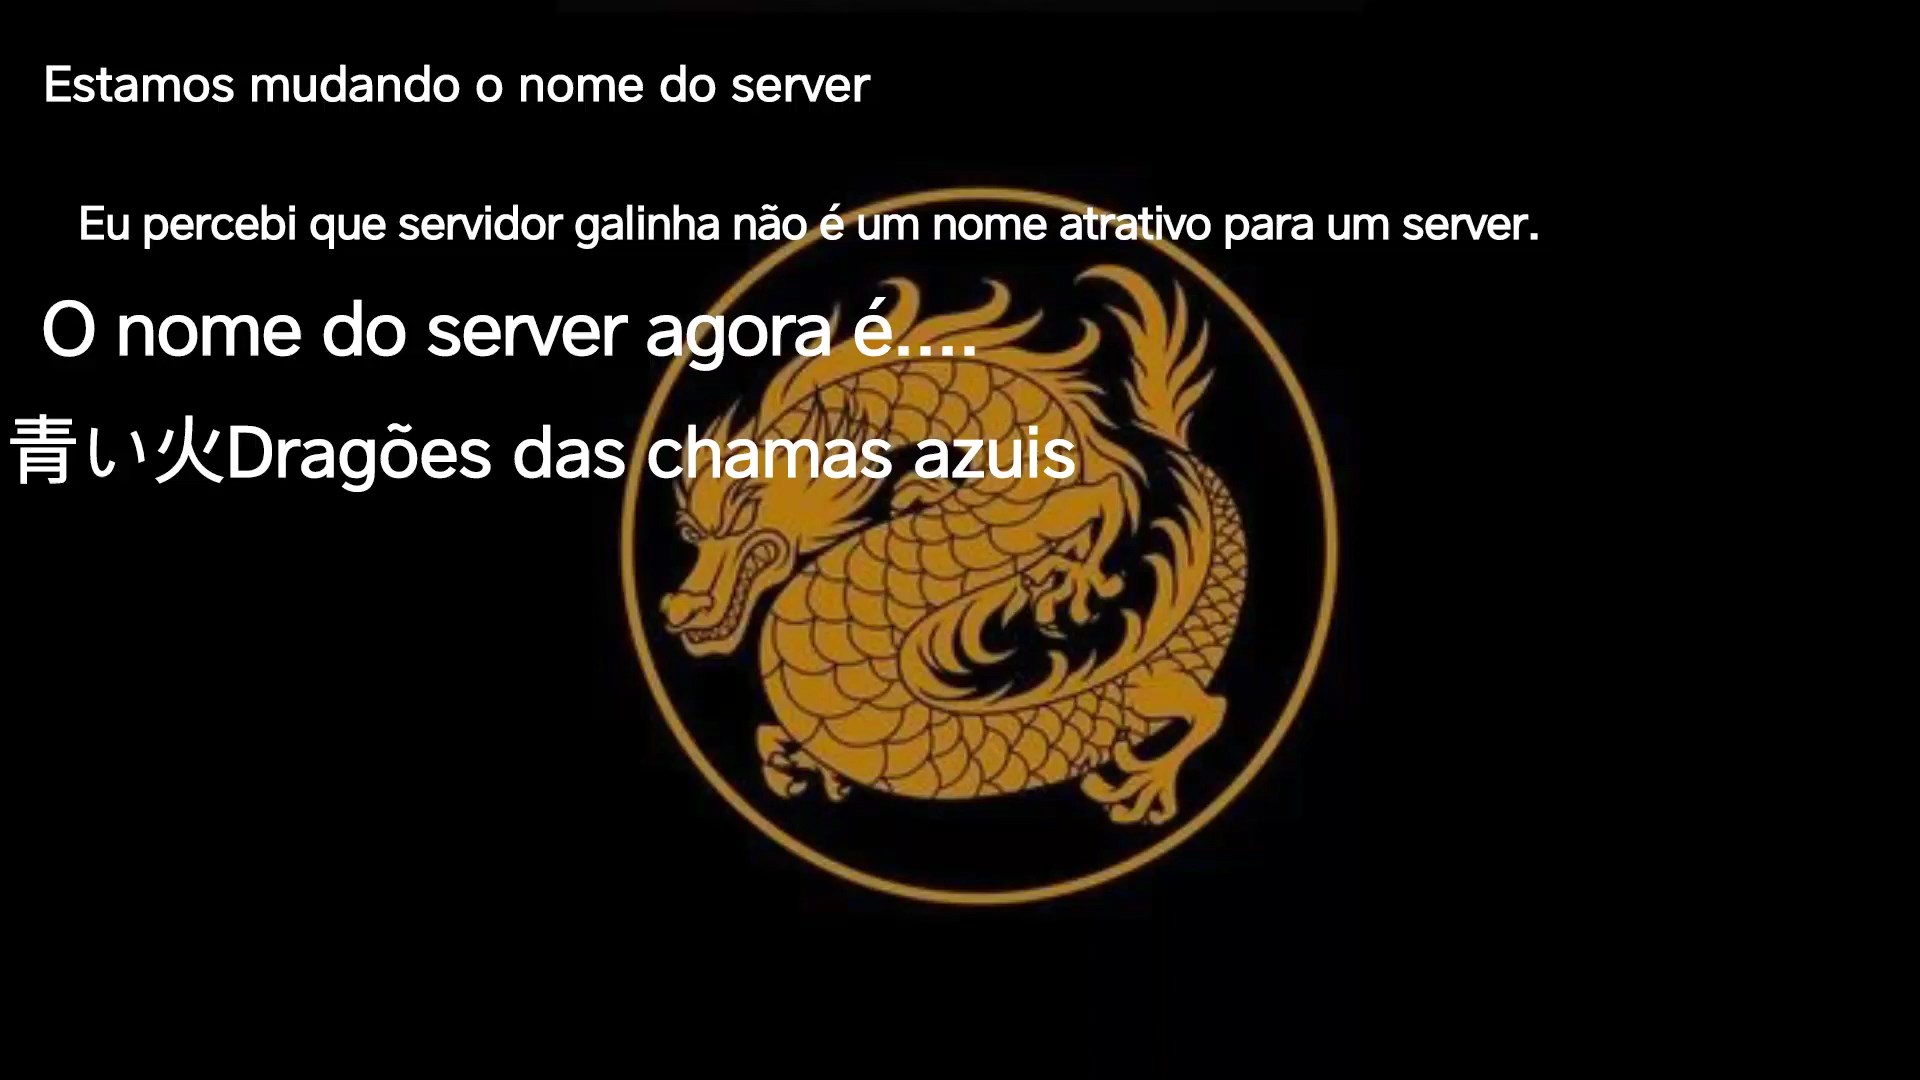 Estamos mudando o nome do server
Eu percebi que servidor galinha não é um nome atrativo para um server.
O nome do server agora é....
青い火Dragões das chamas azuis